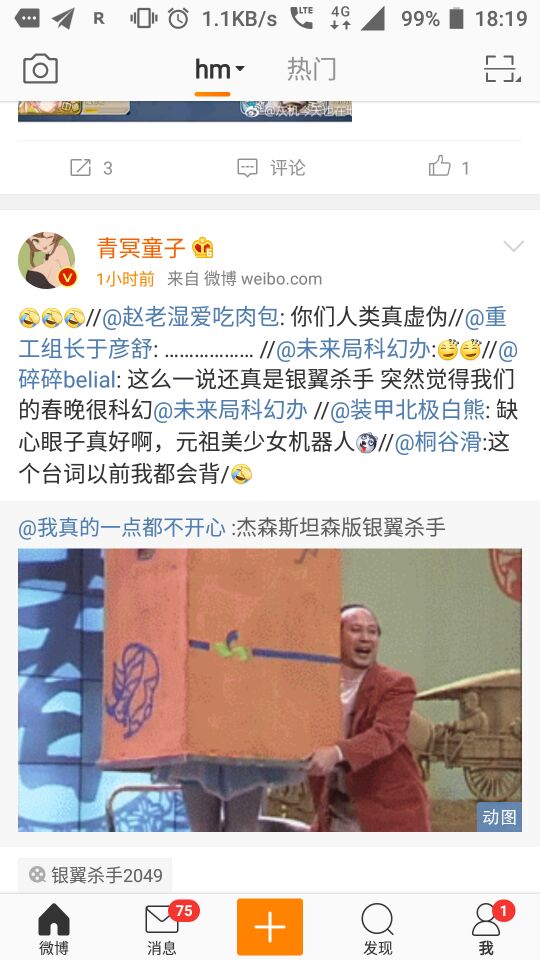 R 1.1KB/s LTE 4G 99% 18:19
hm 热门
3 评论 1
青冥童子
1小时前 来自 微博 weibo.com
//@赵老湿爱吃肉包: 你们人类真虚伪//@重
工组长于彦舒: ................ //@未来局科幻办://@
碎碎belial: 这么一说还真是银翼杀手 突然觉得我们
的春晚很科幻@未来局科幻办 //@装甲北极白熊: 缺
心眼子真好啊，元祖美少女机器人//@桐谷滑:这
个台词以前我都会背/
@我真的一点都不开心 :杰森斯坦森版银翼杀手
动图
银翼杀手2049
75 1
微博 消息 发现 我